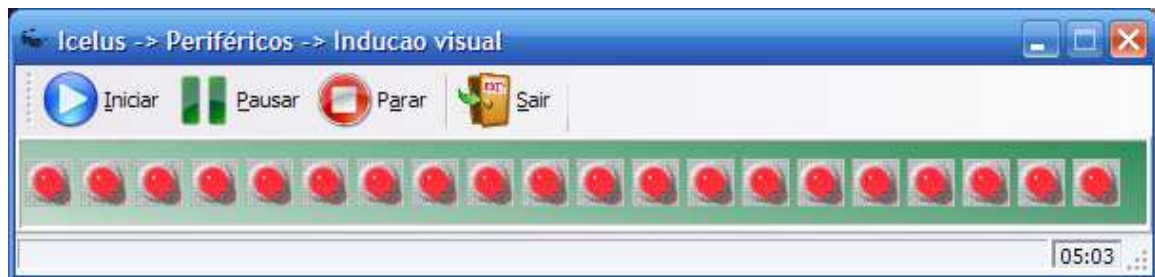 Icelus -> Periféricos -> Inducao visual
Iniciar Pausar Parar Sair
05:03